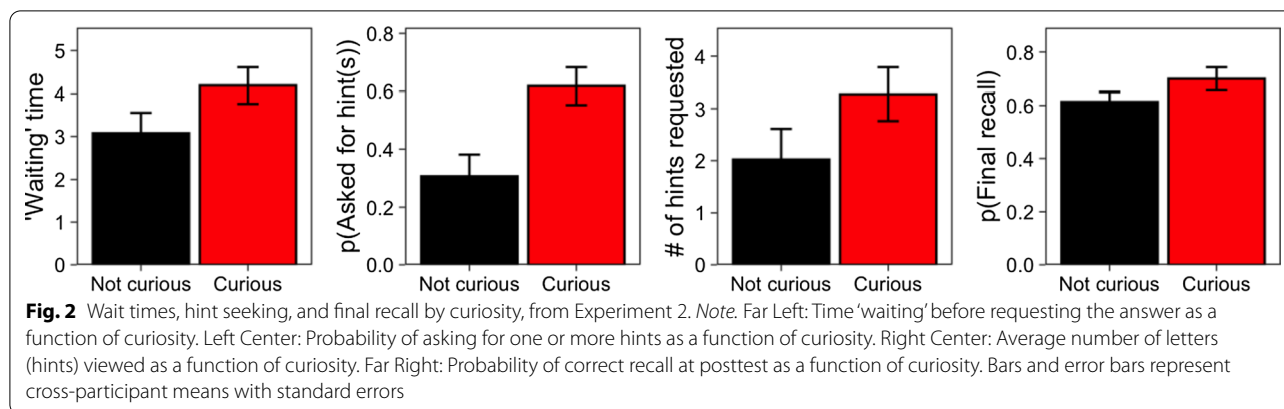 'Waiting' time
5
4
3
2
1
0
Not curious Curious
p(Asked for hint(s))
0.6
0.4
0.2
0.0
Not curious Curious
# of hints requested
4
3
2
1
0
Not curious Curious
p(Final recall)
0.8
0.6
0.4
0.2
0.0
Not curious Curious
Fig. 2 Wait times, hint seeking, and final recall by curiosity, from Experiment 2. Note. Far Left: Time ‘waiting’ before requesting the answer as a
function of curiosity. Left Center: Probability of asking for one or more hints as a function of curiosity. Right Center: Average number of letters
(hints) viewed as a function of curiosity. Far Right: Probability of correct recall at posttest as a function of curiosity. Bars and error bars represent
cross-participant means with standard errors